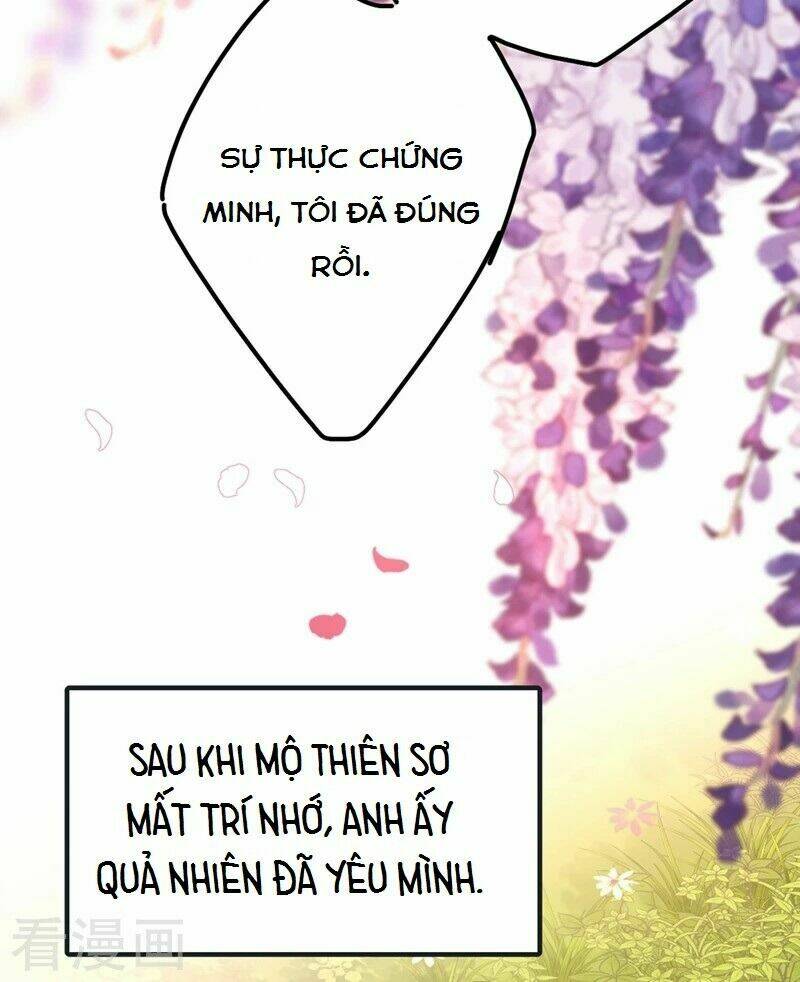 SỰ THỰC CHỨNG
MINH, TÔI ĐÃ ĐÚNG
RỒI.
SAU KHI MỘ THIÊN SƠ
MẤT TRÍ NHỚ, ANH ẤY
QUẢ NHIÊN ĐÃ YÊU MÌNH.
看漫画